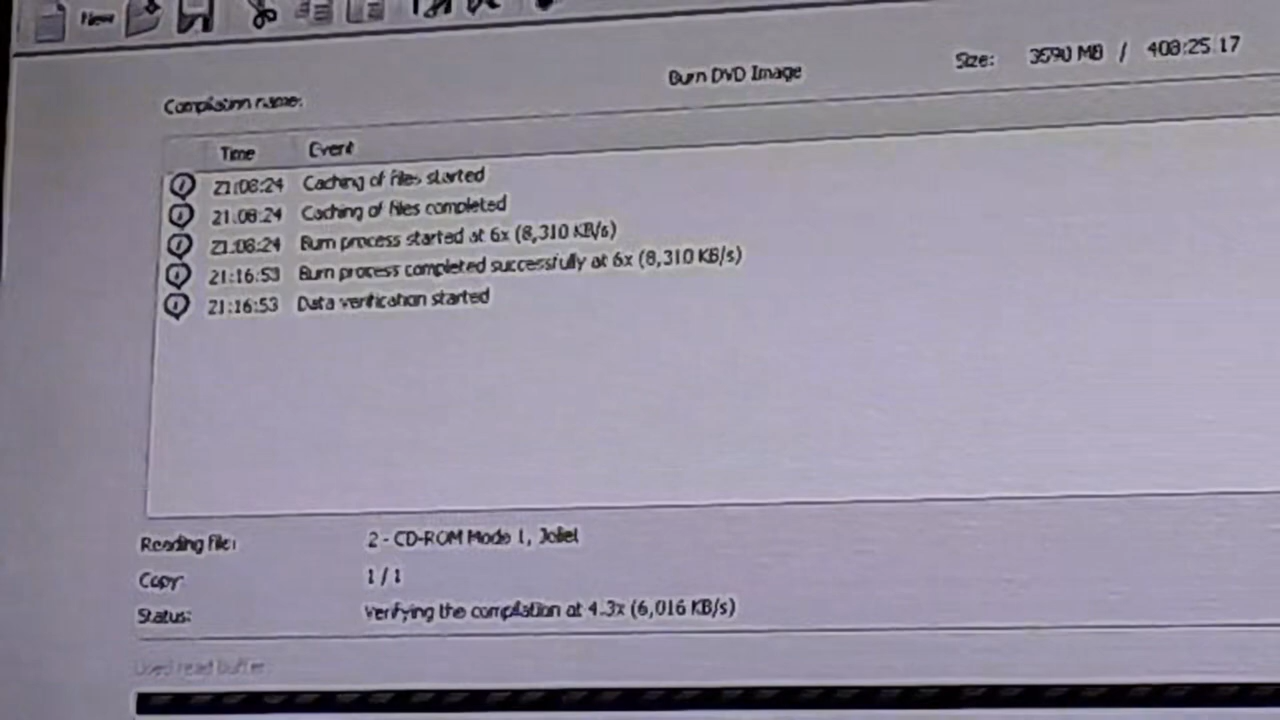 New
Burn DVD Image
Size: 3590 MB / 408:25.17
Compilation name:
Time Event
21:08:24 Caching of files started
21:08:24 Caching of files completed
21:08:24 Burn process started at 6x (8,310 KB/s)
21:16:53 Burn process completed successfully at 6x (8,310 KB/s)
21:16:53 Data verification started
Reading file: 2 - CD-ROM Mode 1, Joliet
Copy: 1 / 1
Status: Verifying the compilation at 4.3x (6,016 KB/s)
Used read buffer: